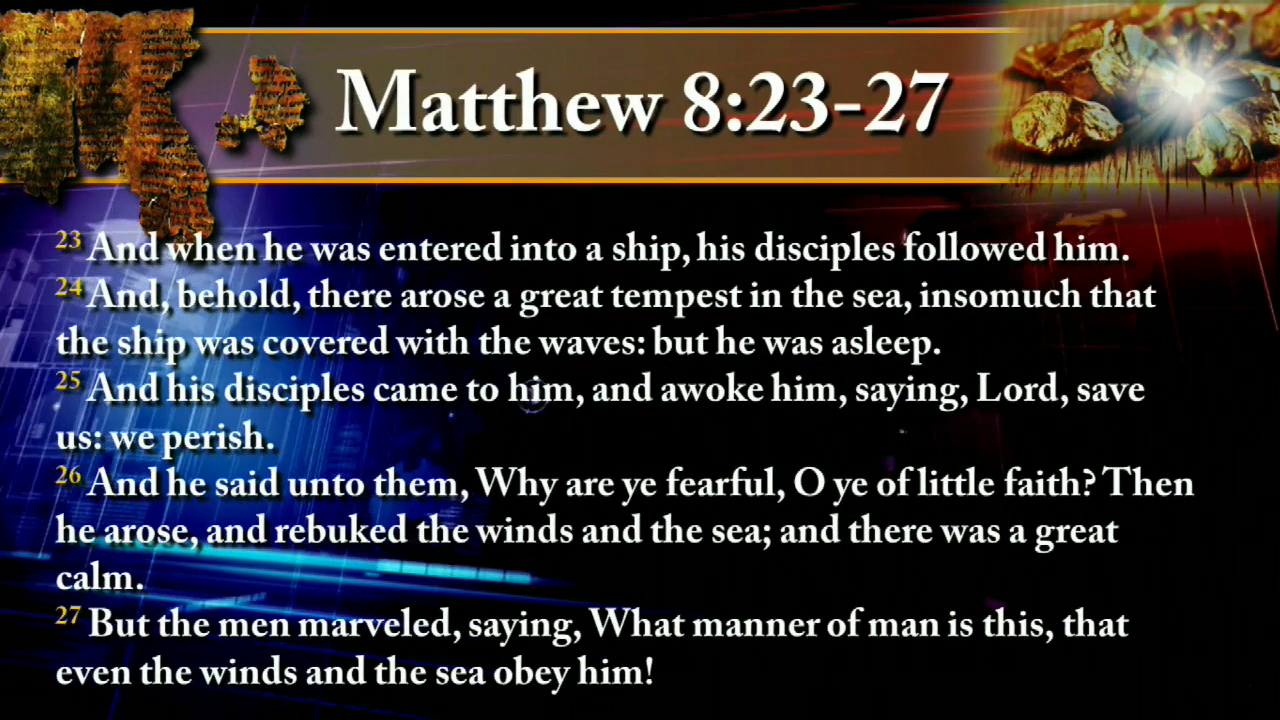 Matthew 8:23-27
23 And when he was entered into a ship, his disciples followed him.
24 And, behold, there arose a great tempest in the sea, insomuch that
the ship was covered with the waves: but he was asleep.
25 And his disciples came to him, and awoke him, saying, Lord, save
us: we perish.
26 And he said unto them, Why are ye fearful, O ye of little faith? Then
he arose, and rebuked the winds and the sea; and there was a great
calm.
27 But the men marveled, saying, What manner of man is this, that
even the winds and the sea obey him!